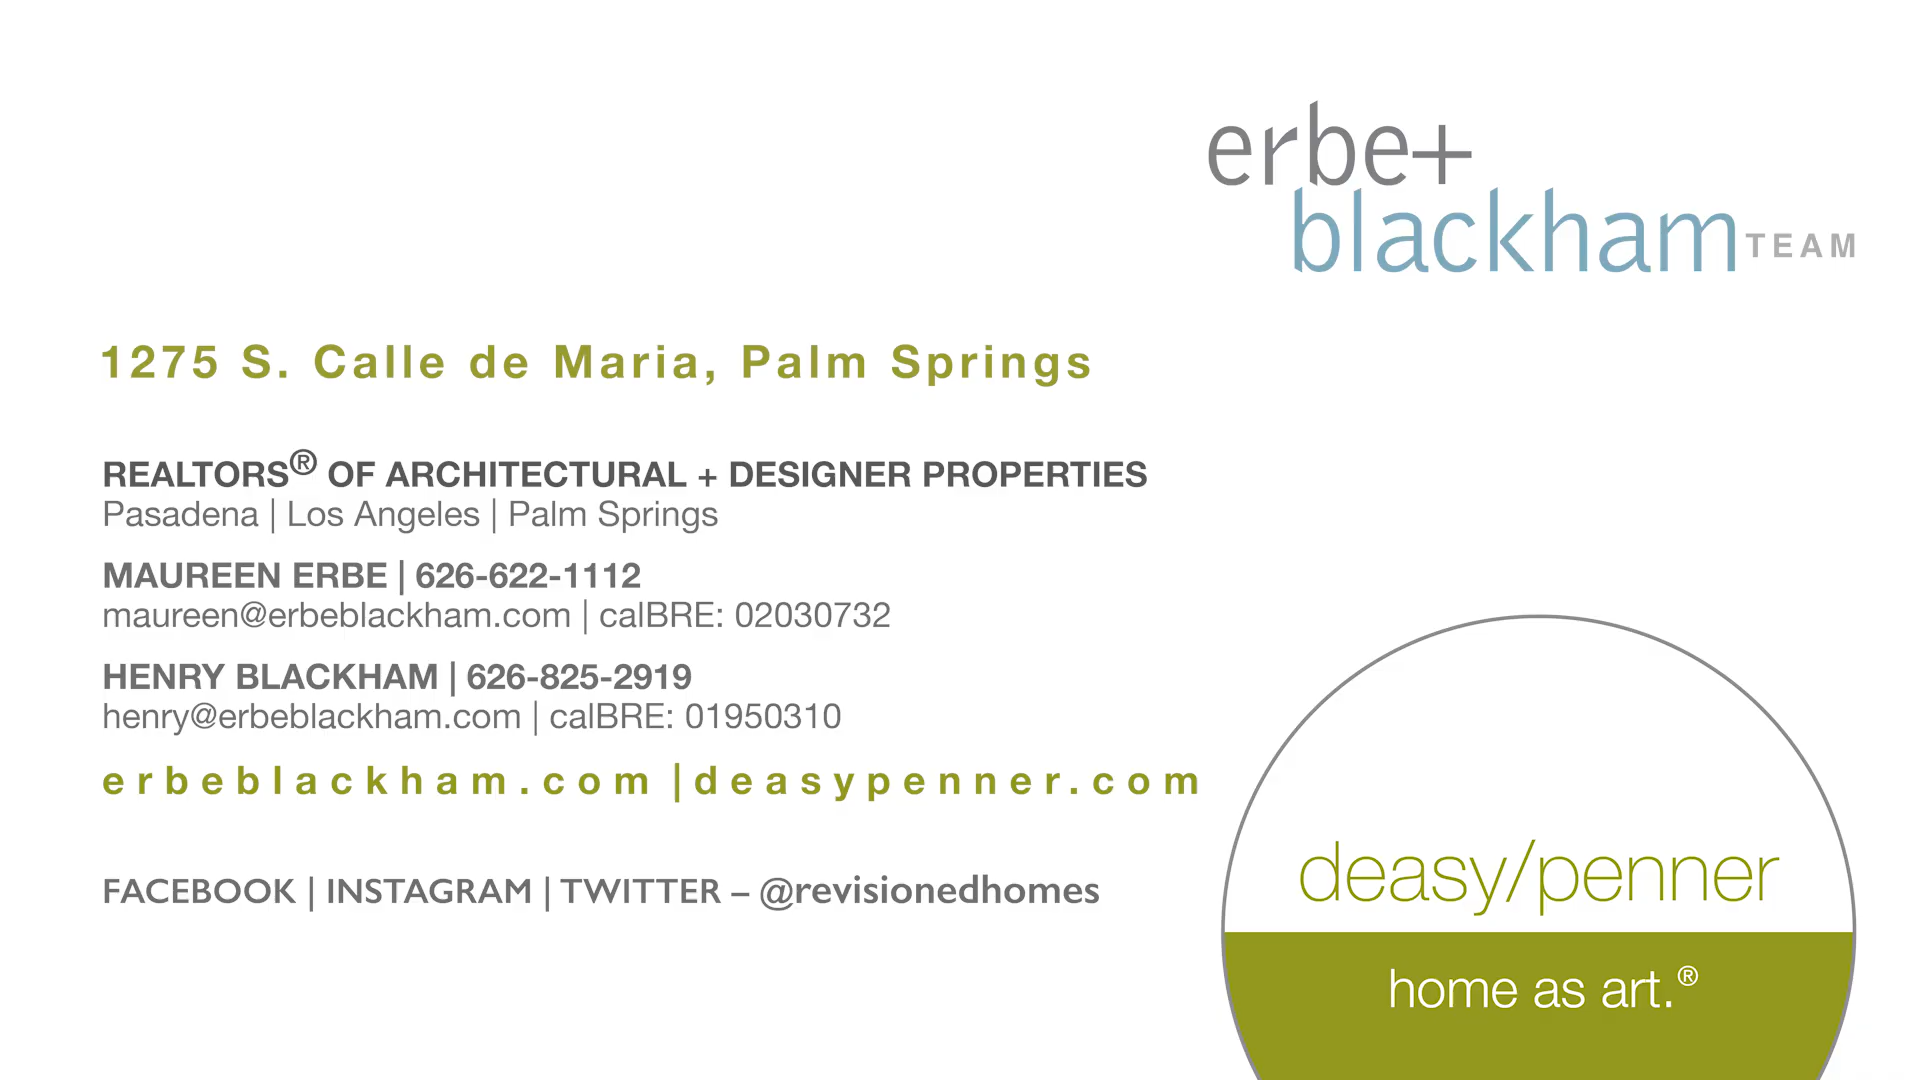 erbe+
blackham TEAM
1275 S. Calle de Maria, Palm Springs
REALTORS® OF ARCHITECTURAL + DESIGNER PROPERTIES
Pasadena | Los Angeles | Palm Springs
MAUREEN ERBE | 626-622-1112
maureen@erbeblackham.com | calBRE: 02030732
HENRY BLACKHAM | 626-825-2919
henry@erbeblackham.com | calBRE: 01950310
erbeblackham.com |deasypenner.com
FACEBOOK | INSTAGRAM | TWITTER – @revisionedhomes
deasy/penner
home as art.®